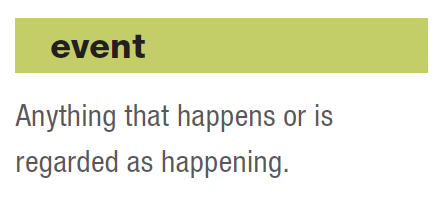 event
Anything that happens or is
regarded as happening.